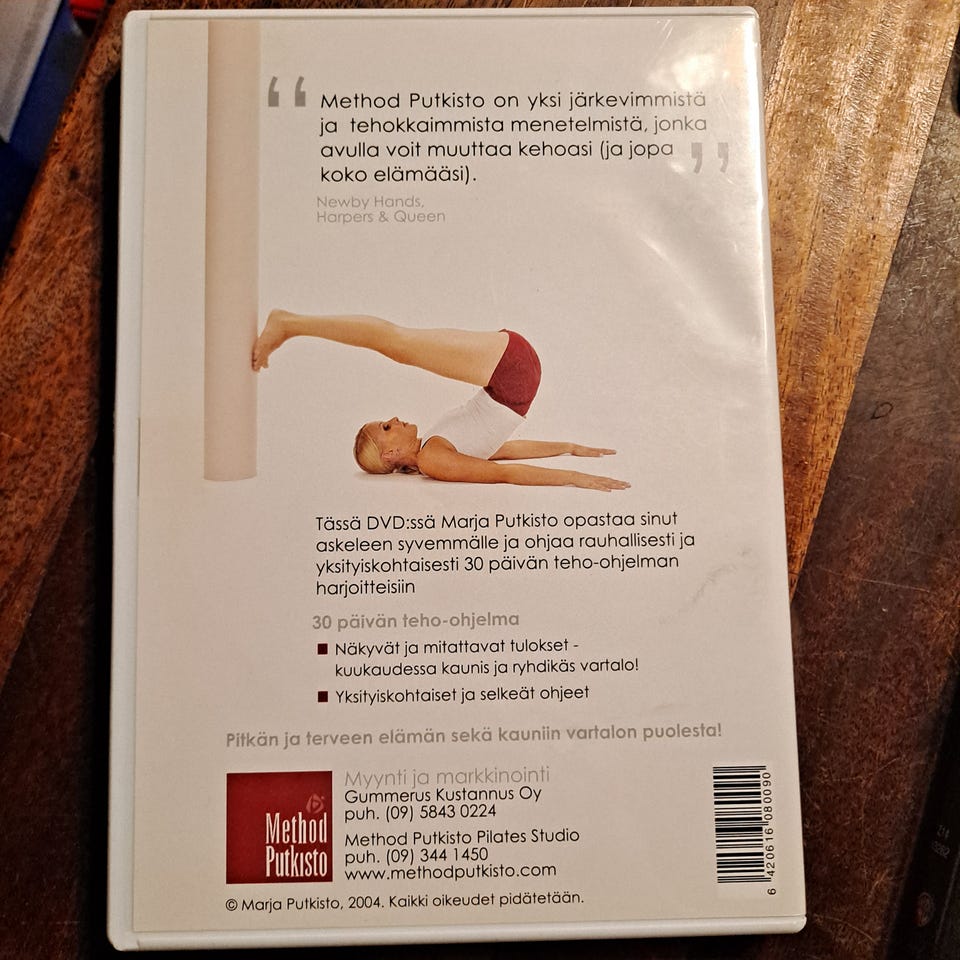 “ Method Putkisto on yksi järkevimmistä
ja tehokkaimmista menetelmistä, jonka
avulla voit muuttaa kehoasi (ja jopa
koko elämääsi). ”
Newby Hands,
Harpers & Queen
Tässä DVD:ssä Marja Putkisto opastaa sinut
askeleen syvemmälle ja ohjaa rauhallisesti ja
yksityiskohtaisesti 30 päivän teho-ohjelman
harjoitteisiin
30 päivän teho-ohjelma
■ Näkyvät ja mitattavat tulokset -
kuukaudessa kaunis ja ryhdikäs vartalo!
■ Yksityiskohtaiset ja selkeät ohjeet
Pitkän ja terveen elämän sekä kauniin vartalon puolesta!
Method
Putkisto
Myynti ja markkinointi
Gummerus Kustannus Oy
puh. (09) 5843 0224
Method Putkisto Pilates Studio
puh. (09) 344 1450
www.methodputkisto.com
6 420616 080090
© Marja Putkisto, 2004. Kaikki oikeudet pidätetään.